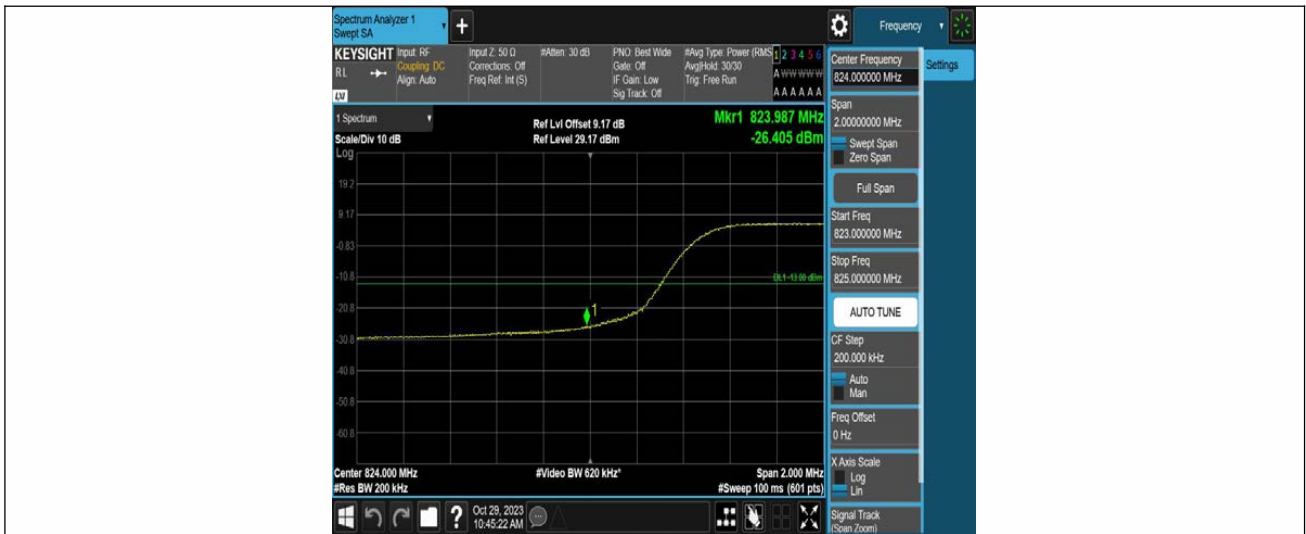 Spectrum Analyzer 1
Swept SA
Frequency
KEYSIGHT
RL
LXI
Input: RF
Coupling: DC
Align: Auto
Input Z: 50 Ω
Corrections: Off
Freq Ref: Int (S)
#Atten: 30 dB
PNO: Best Wide
Gate: Off
IF Gain: Low
Sig Track: Off
#Avg Type: Power (RMS
Avg|Hold: 30/30
Trig: Free Run
1 2 3 4 5 6
A W W W W W
A A A A A A
1 Spectrum
Scale/Div 10 dB
Log
Ref Lvl Offset 9.17 dB
Ref Level 29.17 dBm
Mkr1 823.987 MHz
-26.405 dBm
19.2
9.17
-0.83
-10.8
DL1 -13.00 dBm
-20.8
1
-30.8
-40.8
-50.8
-60.8
Center 824.000 MHz
#Res BW 200 kHz
#Video BW 620 kHz*
Span 2.000 MHz
#Sweep 100 ms (601 pts)
Oct 29, 2023
10:45:22 AM
Center Frequency
824.000000 MHz
Settings
Span
2.00000000 MHz
Swept Span
Zero Span
Full Span
Start Freq
823.000000 MHz
Stop Freq
825.000000 MHz
AUTO TUNE
CF Step
200.000 kHz
Auto
Man
Freq Offset
0 Hz
X Axis Scale
Log
Lin
Signal Track
(Span Zoom)